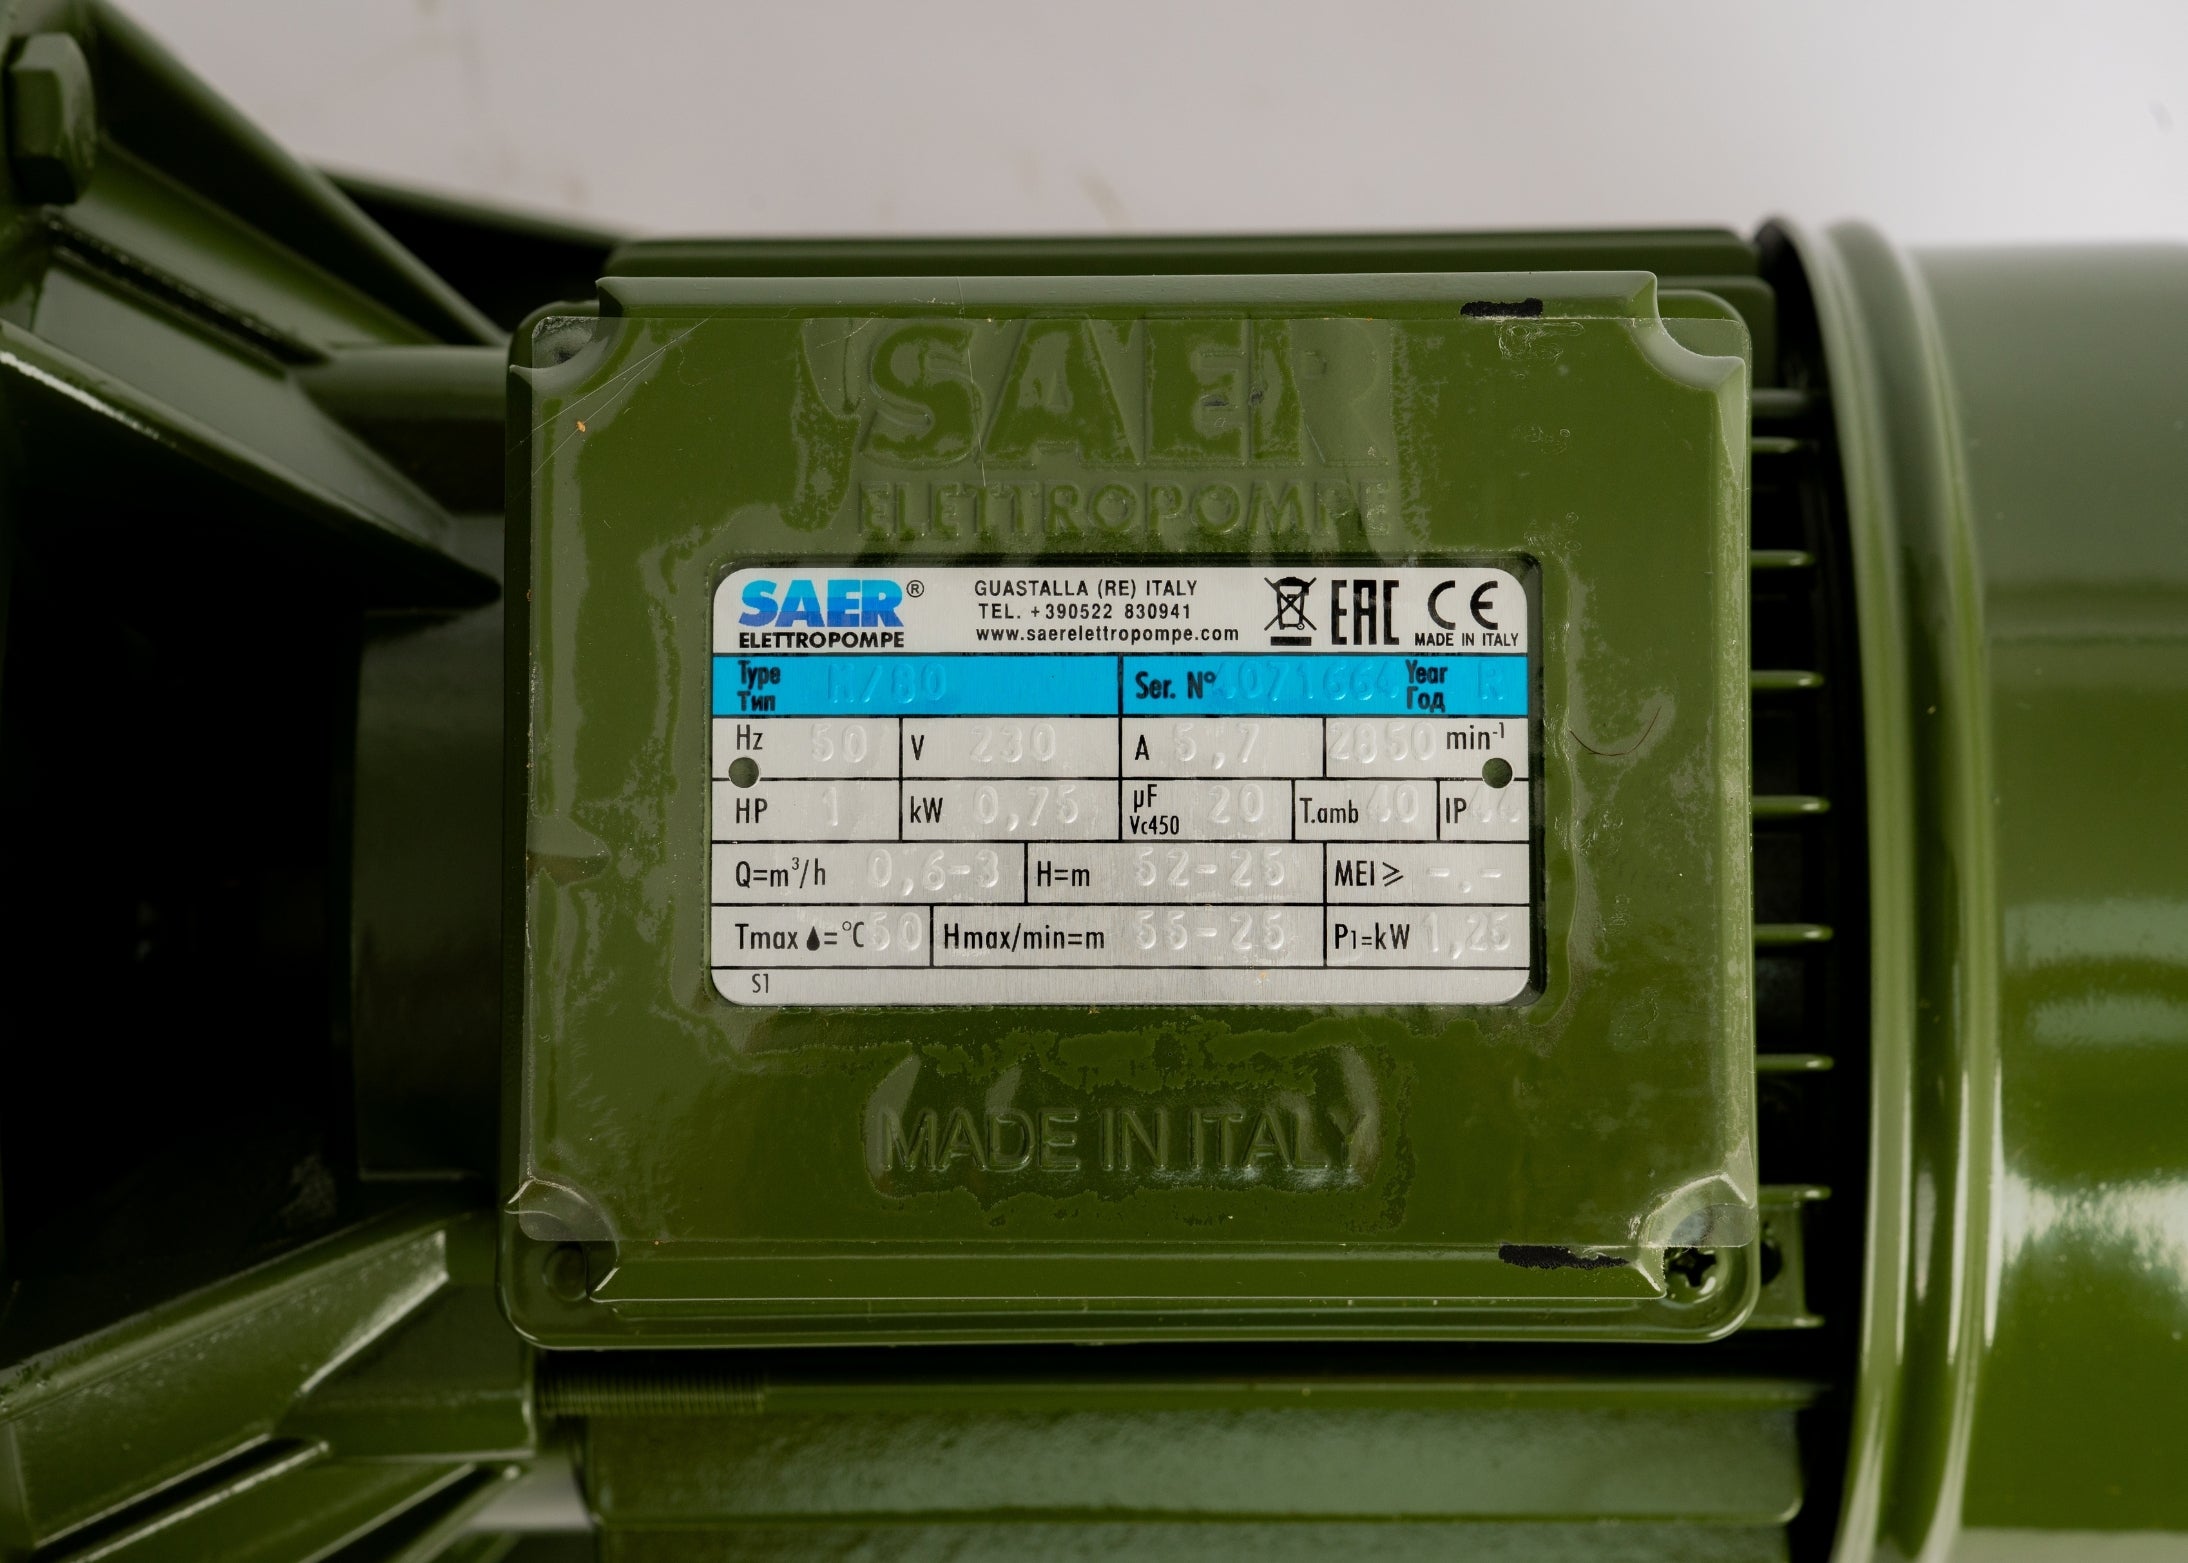 SAER
ELETTROPOMPE
SAER® ELETTROPOMPE
GUASTALLA (RE) ITALY
TEL. +390522 830941
www.saerelettropompe.com
EAC CE
MADE IN ITALY
Type Тип M/80 Ser. N° Year Год R
Hz 50 V 230 A 5,7 2850 min-¹
HP 1 kW 0,75 µF Vc450 20 T.amb 40 IP 44
Q=m³/h 0,6-3 H=m 52-25 MEI ≥ -.-
Tmax =°C 50 Hmax/min=m 55-25 P1=kW 1,25
S1
MADE IN ITALY